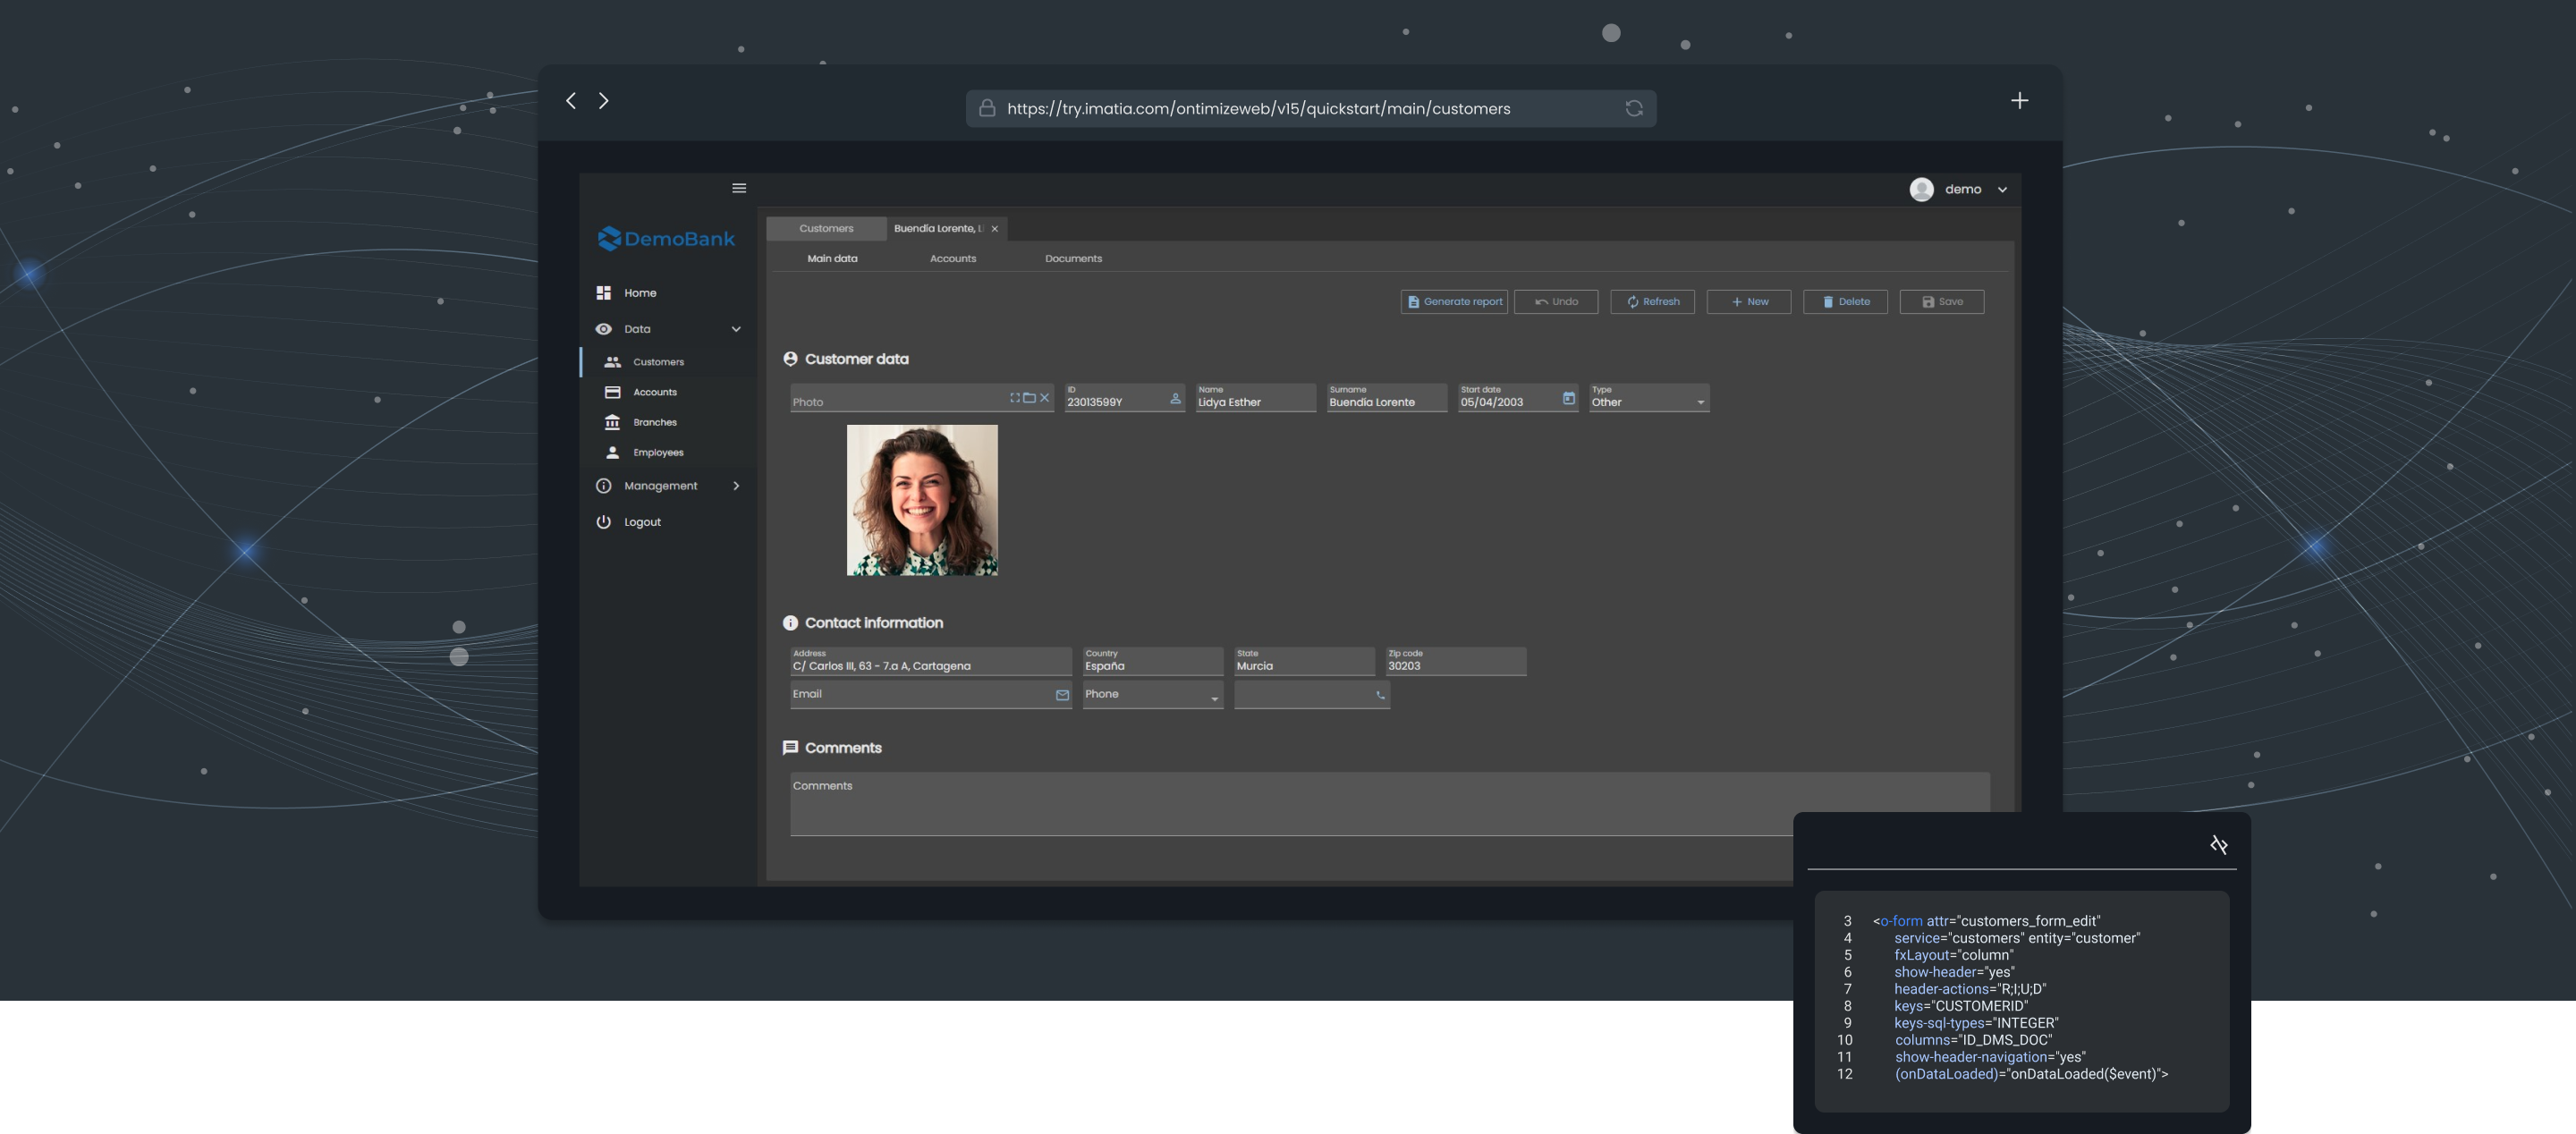 https://try.imatia.com/ontimizeweb/v15/quickstart/main/customers
demo
DemoBank
Home
Data
Customers
Accounts
Branches
Employees
Management
Logout
Customers
Buendía Lorente, Li
Main data
Accounts
Documents
Generate report
Undo
Refresh
New
Delete
Save
Customer data
Photo
ID
23013599Y
Name
Lidya Esther
Surname
Buendía Lorente
Start date
05/04/2003
Type
Other
Contact information
Address
C/ Carlos III, 63 - 7.a A, Cartagena
Country
España
State
Murcia
Zip code
30203
Email
Phone
Comments
Comments
3 <o-form attr="customers_form_edit"
4 service="customers" entity="customer"
5 fxLayout="column"
6 show-header="yes"
7 header-actions="R;I;U;D"
8 keys="CUSTOMERID"
9 keys-sql-types="INTEGER"
10 columns="ID_DMS_DOC"
11 show-header-navigation="yes"
12 (onDataLoaded)="onDataLoaded($event)">